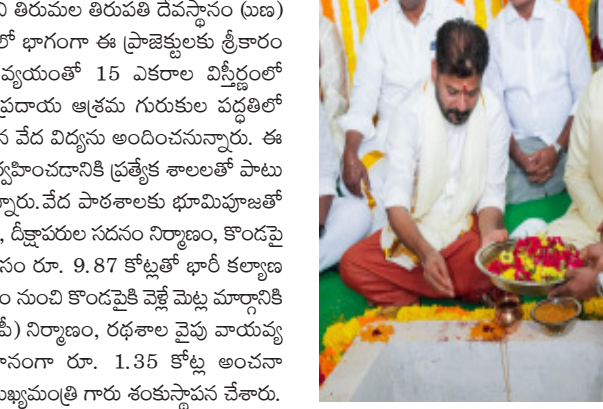 ని తిరుమల తిరుపతి దేవస్థానం
లో భాగంగా ఈ ప్రాజెక్టులకు శ్రీకారం
వ్యయంతో 15 ఎకరాల విస్తీర్ణంలో
ప్రదాయ ఆశ్రమ గురుకుల పద్ధతిలో
న వేద విద్యను అందించనున్నారు. ఈ
ర్వహించడానికి ప్రత్యేక శాలలతో పాటు
న్నారు.వేద పాఠశాలకు భూమిపూజతో
, దీక్షాపరుల సదనం నిర్మాణం, కొండపై
సం రూ. 9.87 కోట్లతో భారీ కల్యాణ
ం నుంచి కొండపైకి వెళ్లే మెట్ల మార్గానికి
పీ) నిర్మాణం, రథశాల వైపు వాయవ్య
ానంగా రూ. 1.35 కోట్ల అంచనా
ముఖ్యమంత్రి గారు శంకుస్థాపన చేశారు.